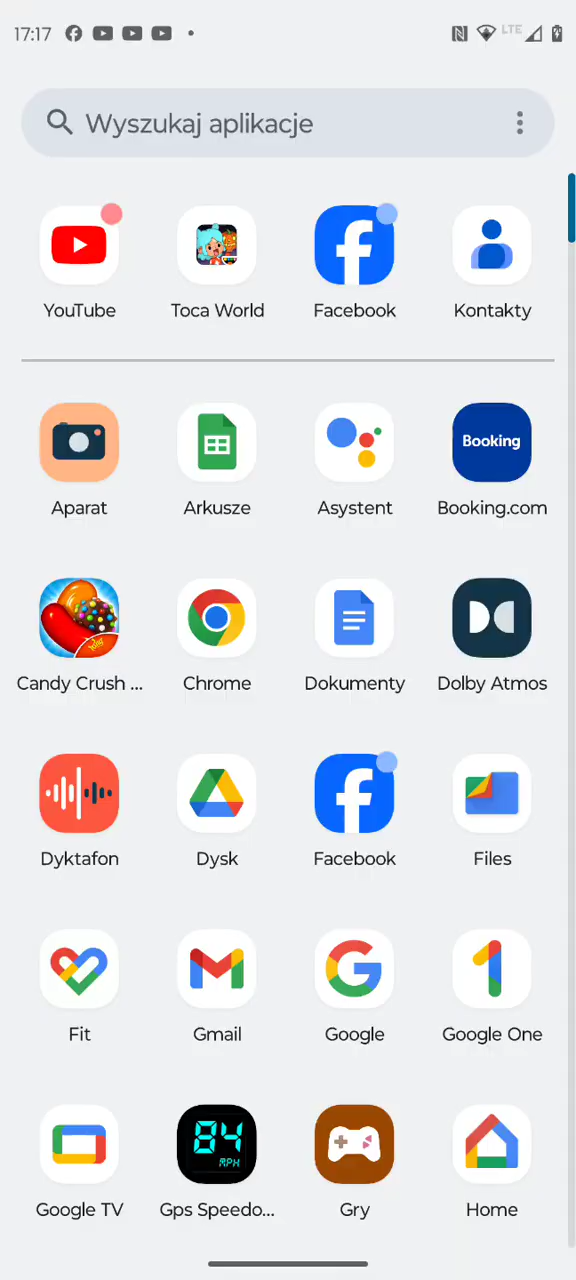 17:17 LTE
Wyszukaj aplikacje
YouTube Toca World Facebook Kontakty
Booking
Aparat Arkusze Asystent Booking.com
Candy Crush ... Chrome Dokumenty Dolby Atmos
Dyktafon Dysk Facebook Files
Fit Gmail Google Google One
84
MPH
Google TV Gps Speedo... Gry Home